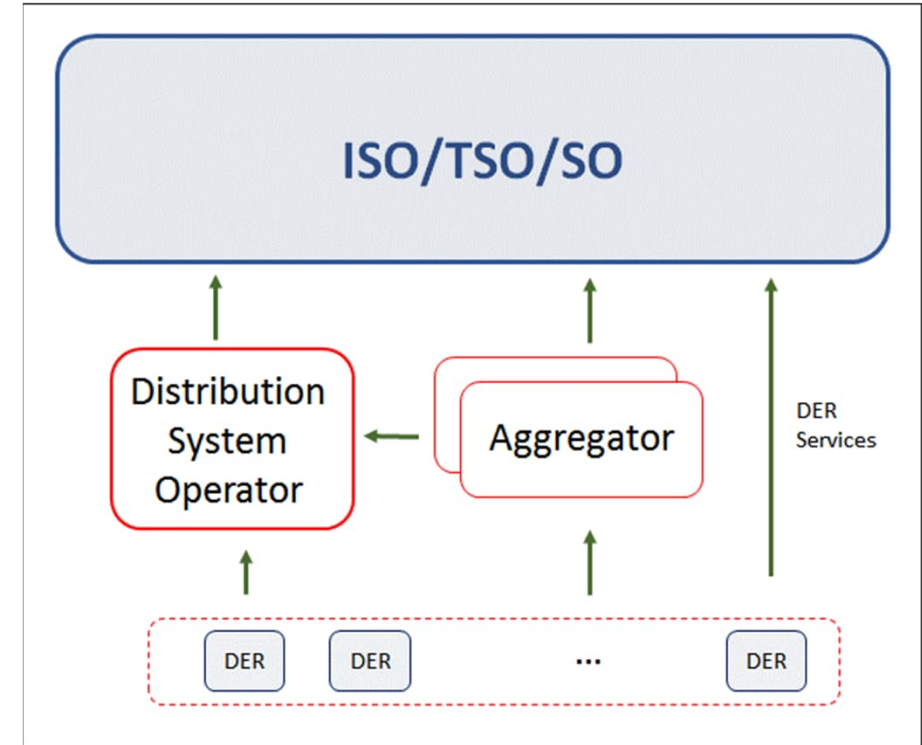 ISO/TSO/SO
Distribution
System
Operator
Aggregator
DER
Services
DER
DER
...
DER